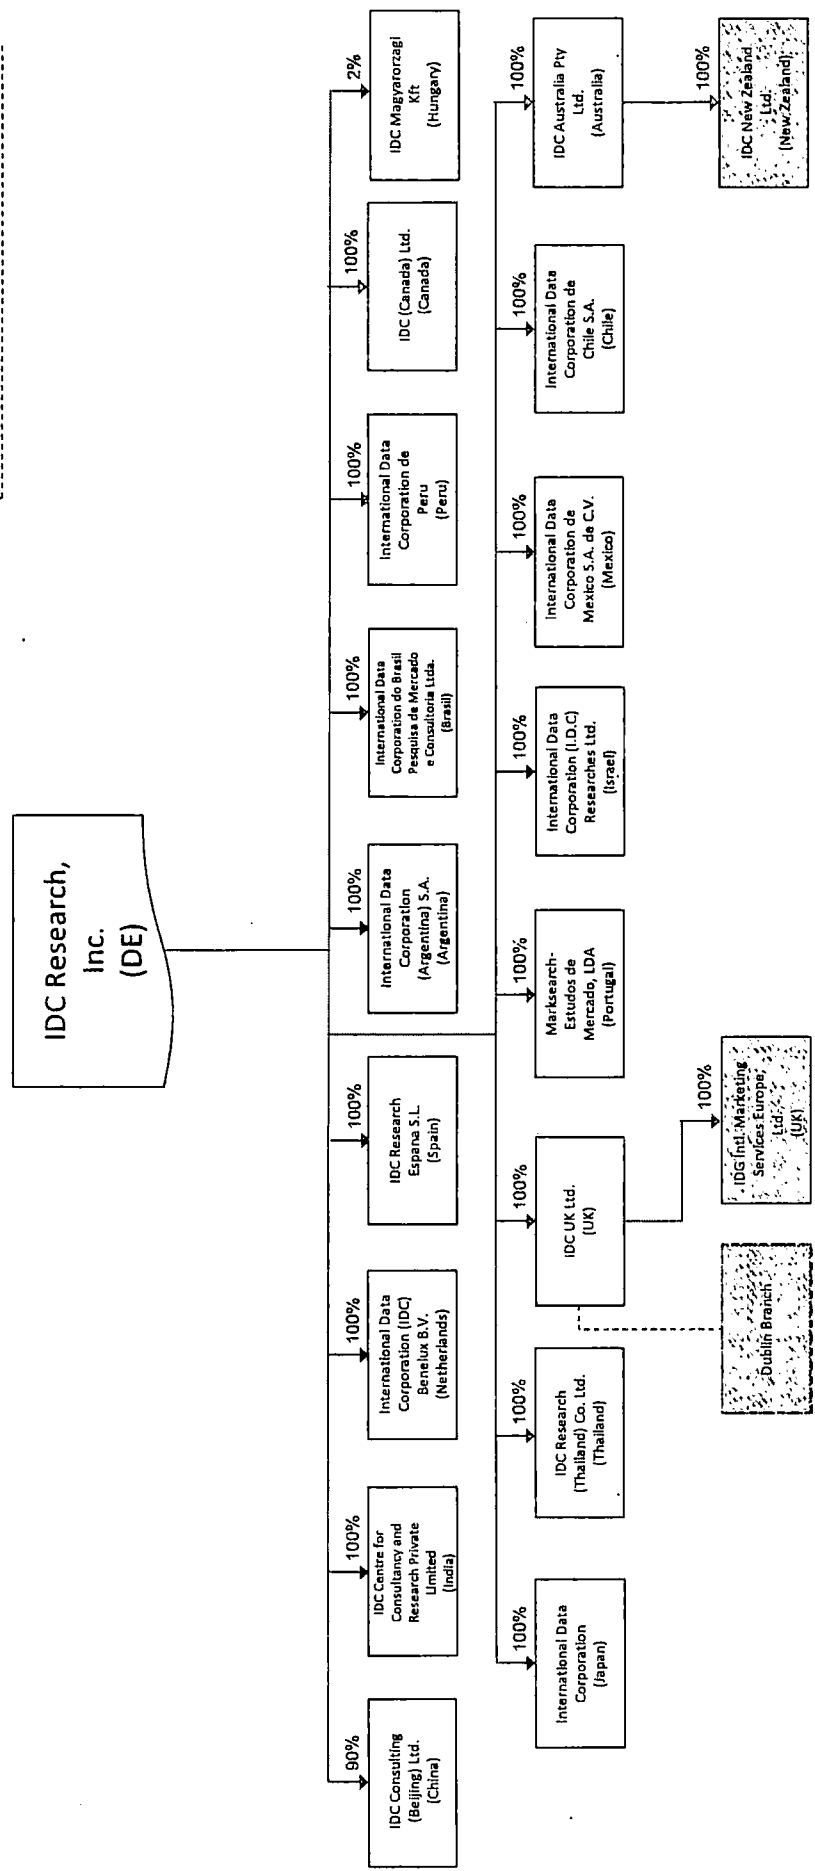 IDC Research,
Inc.
(DE)
90%
IDC Consulting
(Beijing) Ltd.
(China)
100%
IDC Centre for
Consultancy and
Research Private
Limited
(India)
100%
International Data
Corporation (IDC)
Benelux B.V.
(Netherlands)
100%
IDC Research
Espana S.L.
(Spain)
100%
International Data
Corporation
(Argentina) S.A.
(Argentina)
100%
International Data
Corporation do Brasil
Pesquisa de Mercado
e Consultoria Ltda.
(Brasil)
100%
International Data
Corporation de
Peru
(Peru)
100%
IDC (Canada) Ltd.
(Canada)
2%
IDC Magyarorzagi
Kft
(Hungary)
100%
International Data
Corporation
(Japan)
100%
IDC Research
(Thailand) Co. Ltd.
(Thailand)
100%
IDC UK Ltd.
(UK)
100%
Marksearch-
Estudos de
Mercado, LDA
(Portugal)
100%
International Data
Corporation (I.D.C)
Researches Ltd.
(Israel)
100%
International Data
Corporation de
Mexico S.A. de C.V.
(Mexico)
100%
International Data
Corporation de
Chile S.A.
(Chile)
100%
IDC Australia Pty
Ltd.
(Australia)
Dublin Branch
100%
IDG Intl. Marketing
Services Europe,
Ltd.
(UK)
100%
IDC New Zealand
Ltd.
(New Zealand)